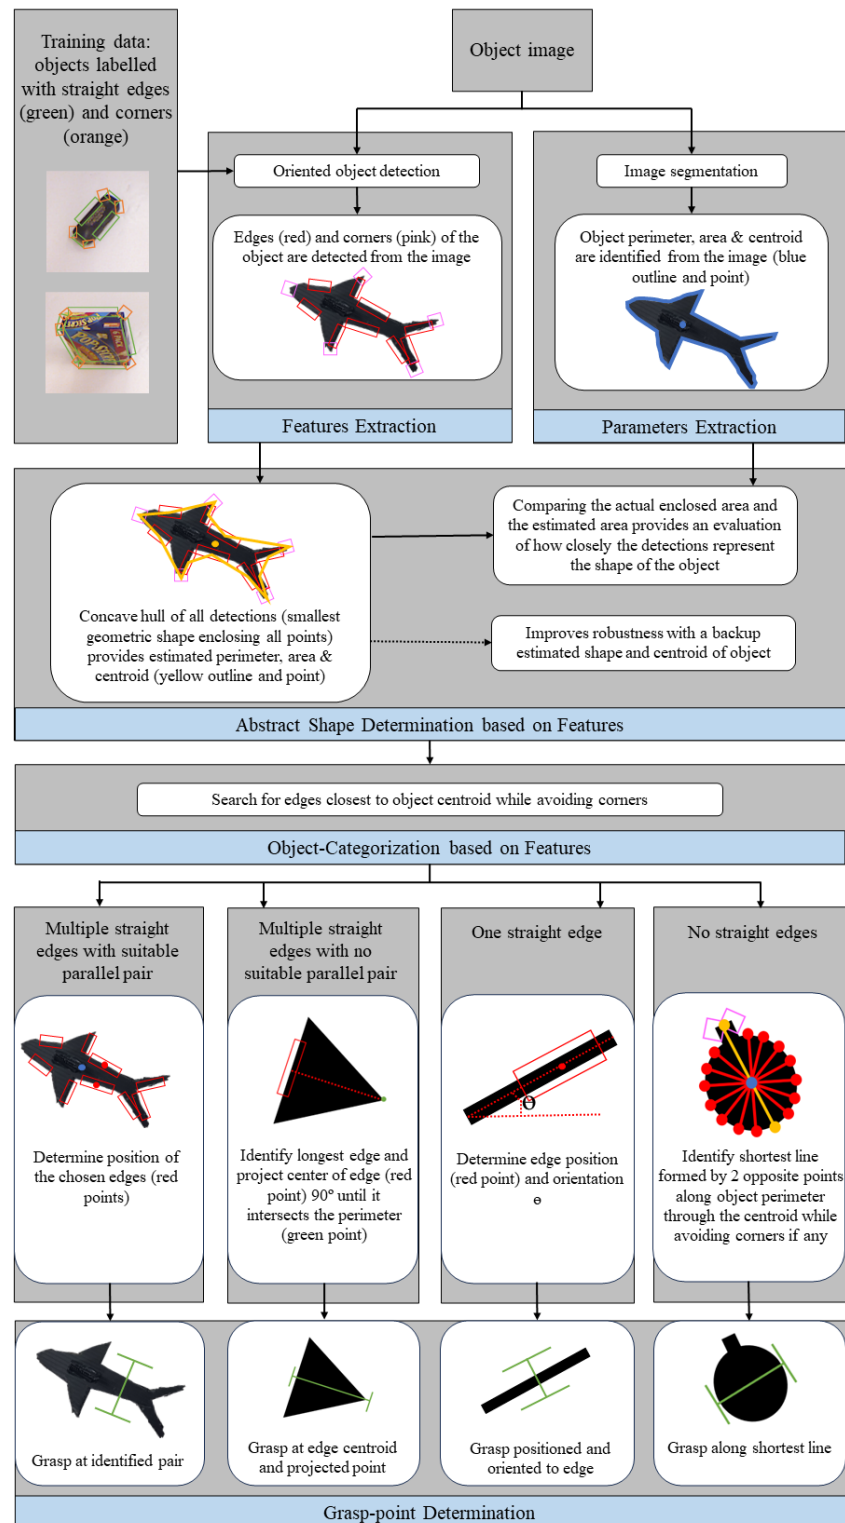 Training data:
objects labelled
with straight edges
(green) and corners
(orange)
Object image
Oriented object detection
Edges (red) and corners (pink) of the
object are detected from the image
Features Extraction
Image segmentation
Object perimeter, area & centroid
are identified from the image (blue
outline and point)
Parameters Extraction
Concave hull of all detections (smallest
geometric shape enclosing all points)
provides estimated perimeter, area &
centroid (yellow outline and point)
Comparing the actual enclosed area and
the estimated area provides an evaluation
of how closely the detections represent
the shape of the object
Improves robustness with a backup
estimated shape and centroid of object
Abstract Shape Determination based on Features
Search for edges closest to object centroid while avoiding corners
Object-Categorization based on Features
Multiple straight
edges with suitable
parallel pair
Determine position of
the chosen edges (red
points)
Multiple straight
edges with no
suitable parallel pair
Identify longest edge and
project center of edge (red
point) 90° until it
intersects the perimeter
(green point)
One straight edge
ө
Determine edge position
(red point) and orientation
ө
No straight edges
Identify shortest line
formed by 2 opposite points
along object perimeter
through the centroid while
avoiding corners if any
Grasp at identified pair
Grasp at edge centroid
and projected point
Grasp positioned and
oriented to edge
Grasp along shortest line
Grasp-point Determination